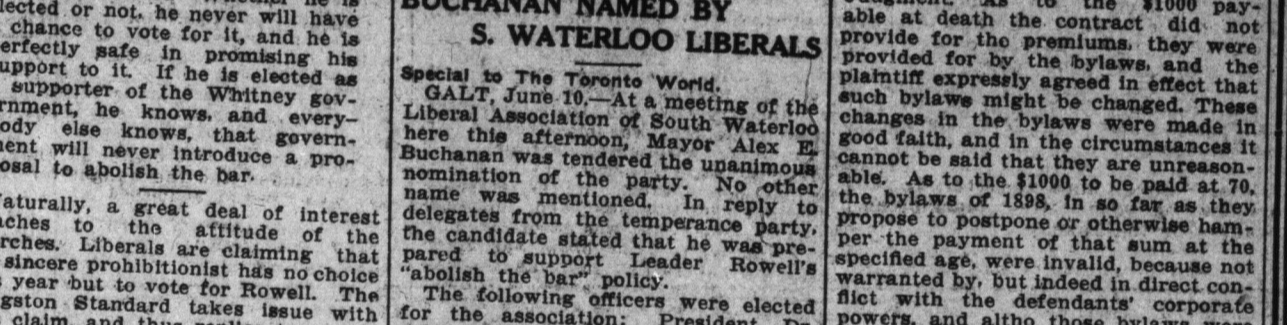 lected or not, he never will have
chance to vote for it, and he is
erfectly safe in promising his
upport to it. If he is elected as
supporter of the Whitney gov-
rnment, he knows, and every-
ody else knows, that govern-
ment will never introduce a pro-
osal to abolish the bar.
aturally, a great deal of interest
aches to the attitude of the
rches. Liberals are claiming that
sincere prohibitionist has no choice
year but to vote for Rowell. The
gston Standard takes issue with
claim, and thus
BUCHANAN NAMED BY
S. WATERLOO LIBERALS
Special to The Toronto World.
GALT, June 10.—At a meeting of the
Liberal Association of South Waterloo
here this afternoon, Mayor Alex E.
Buchanan was tendered the unanimous
nomination of the party. No other
name was mentioned. In reply to
delegates from the temperance party,
the candidate stated that he was pre-
pared to support Leader Rowell's
"abolish the bar" policy.
The following officers were elected
for the association: President, Dr.
judgment. As to the $1000 pay-
able at death the contract did not
provide for tho premiums, they were
provided for by the bylaws, and the
plaintiff expressly agreed in effect that
such bylaws might be changed. These
changes in the bylaws were made in
good faith, and in the circumstances it
cannot be said that they are unreason-
able. As to the $1000 to be paid at 70,
the bylaws of 1898, in so far as they
propose to postpone or otherwise ham-
per the payment of that sum at the
specified age, were invalid, because not
warranted by, but indeed in direct con-
flict with the defendants' corporate
powers, and altho those bylaws